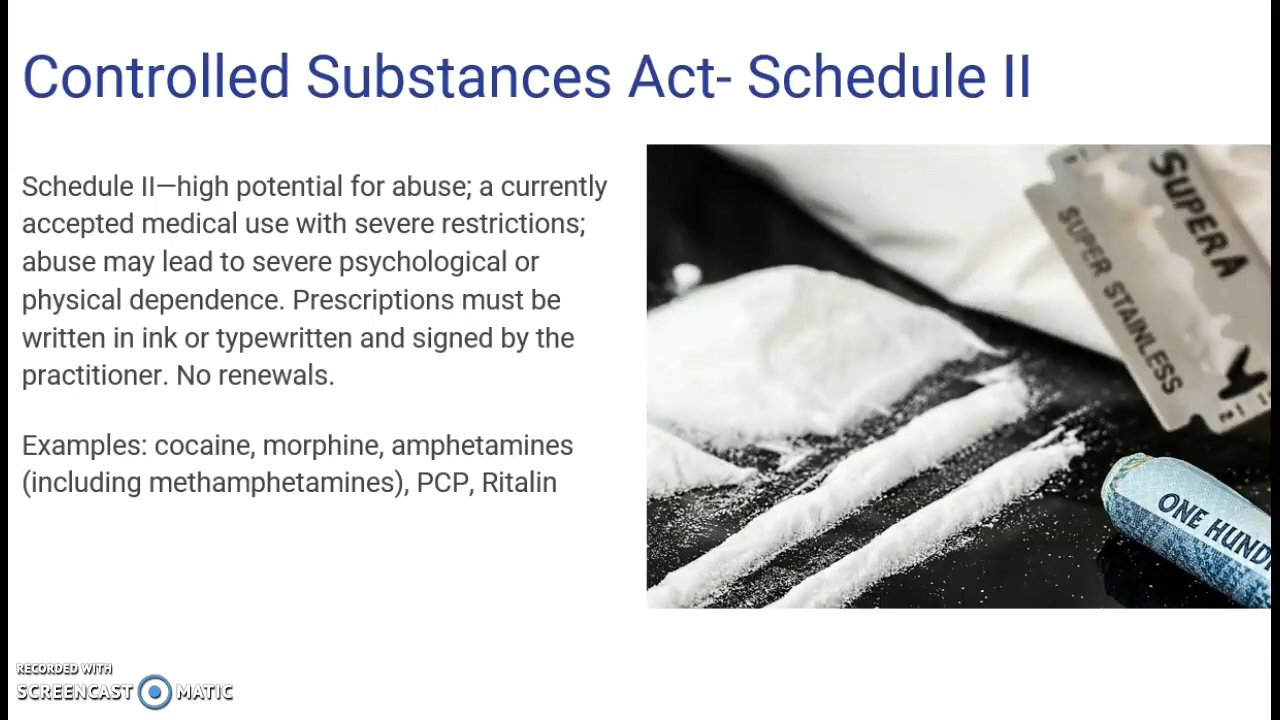 Controlled Substances Act- Schedule II
Schedule II—high potential for abuse; a currently
accepted medical use with severe restrictions;
abuse may lead to severe psychological or
physical dependence. Prescriptions must be
written in ink or typewritten and signed by the
practitioner. No renewals.
Examples: cocaine, morphine, amphetamines
(including methamphetamines), PCP, Ritalin
SUPER A
SUPER STAINLESS
ONE HUND
RECORDED WITH
SCREENCAST MATIC